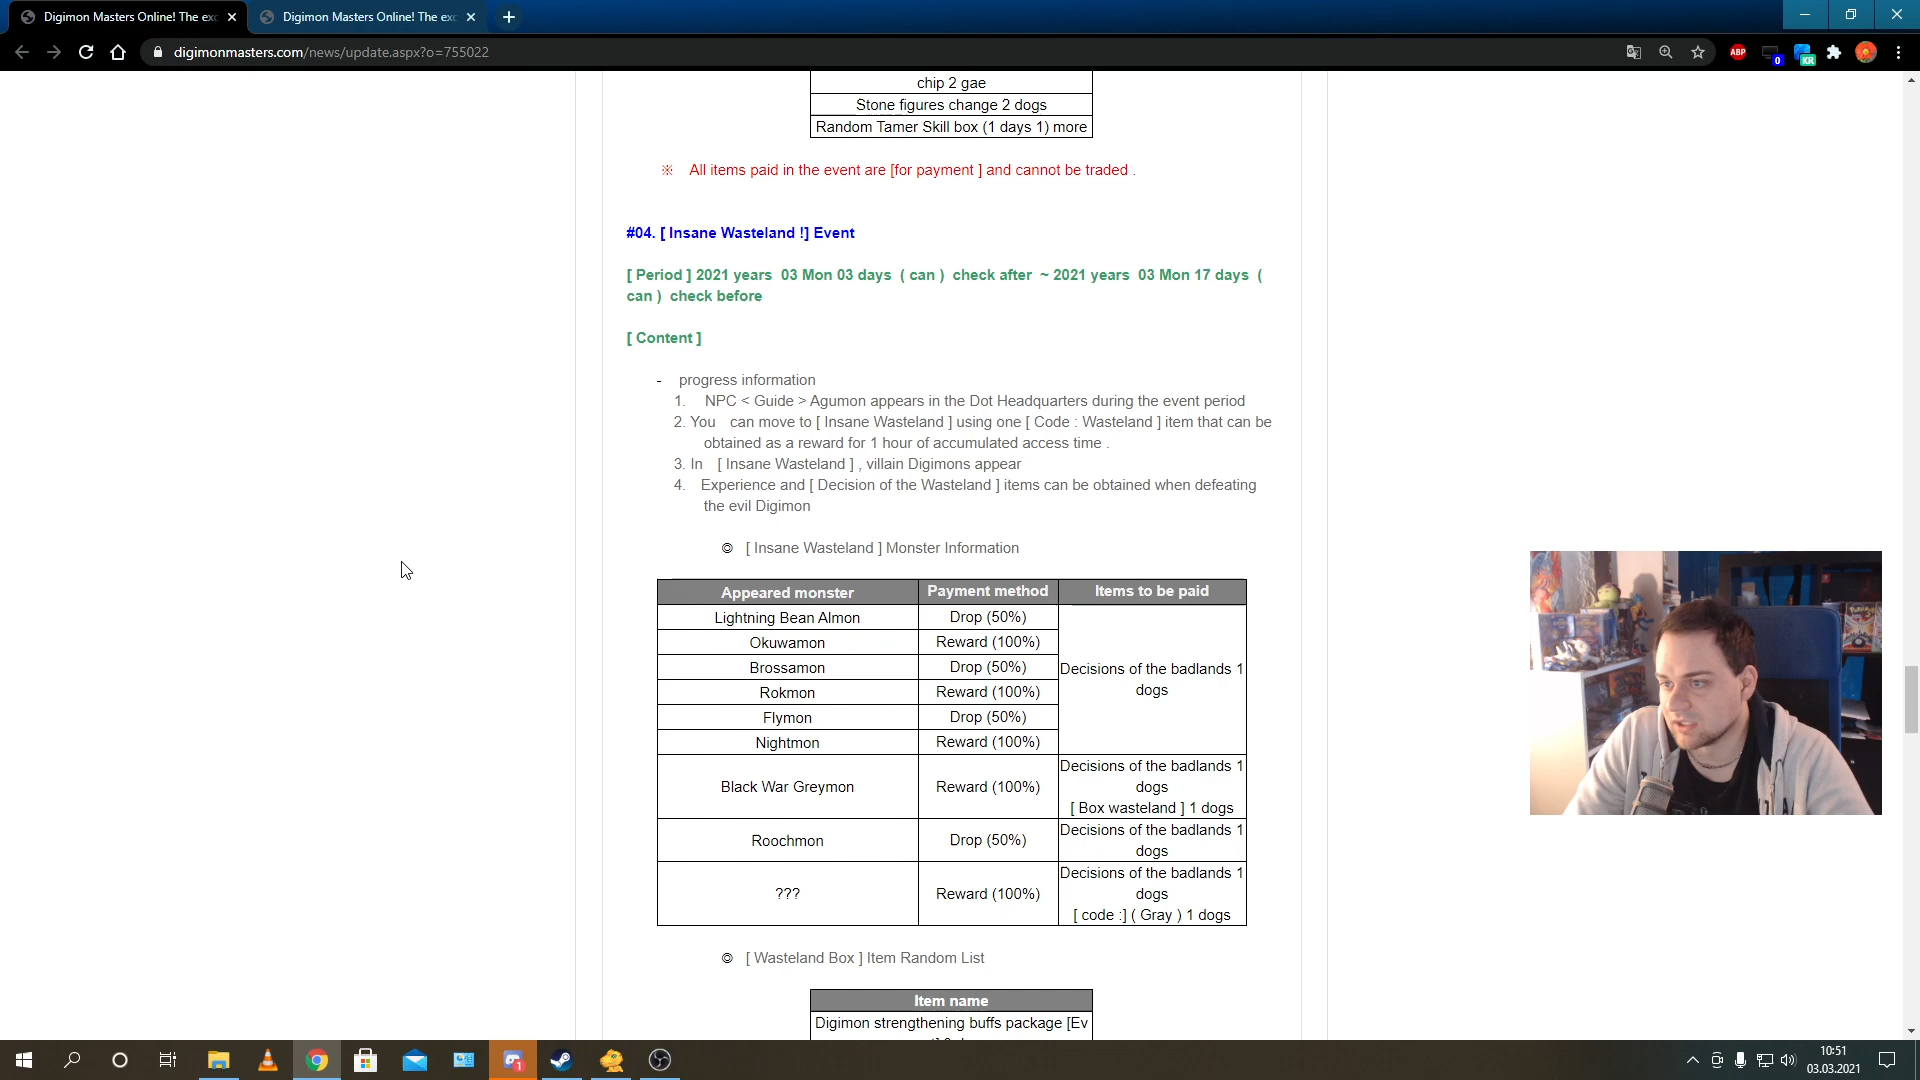 Digimon Masters Online! The exc
Digimon Masters Online! The exc
digimonmasters.com/news/update.aspx?o=755022
ABP
0
KR
chip 2 gae
Stone figures change 2 dogs
Random Tamer Skill box (1 days 1) more
※ All items paid in the event are [for payment ] and cannot be traded .
#04. [ Insane Wasteland !] Event
[ Period ] 2021 years 03 Mon 03 days ( can ) check after ~ 2021 years 03 Mon 17 days (
can ) check before
[ Content ]
- progress information
1. NPC < Guide > Agumon appears in the Dot Headquarters during the event period
2. You can move to [ Insane Wasteland ] using one [ Code : Wasteland ] item that can be
obtained as a reward for 1 hour of accumulated access time .
3. In [ Insane Wasteland ] , villain Digimons appear
4. Experience and [ Decision of the Wasteland ] items can be obtained when defeating
the evil Digimon
◎ [ Insane Wasteland ] Monster Information
Appeared monster Payment method Items to be paid
Lightning Bean Almon Drop (50%)
Okuwamon Reward (100%)
Brossamon Drop (50%)
Decisions of the badlands 1
dogs
Rokmon Reward (100%)
Flymon Drop (50%)
Nightmon Reward (100%)
Black War Greymon Reward (100%)
Decisions of the badlands 1
dogs
[ Box wasteland ] 1 dogs
Roochmon Drop (50%)
Decisions of the badlands 1
dogs
??? Reward (100%)
Decisions of the badlands 1
dogs
[ code :] ( Gray ) 1 dogs
◎ [ Wasteland Box ] Item Random List
Item name
Digimon strengthening buffs package [Ev
1
10:51
03.03.2021